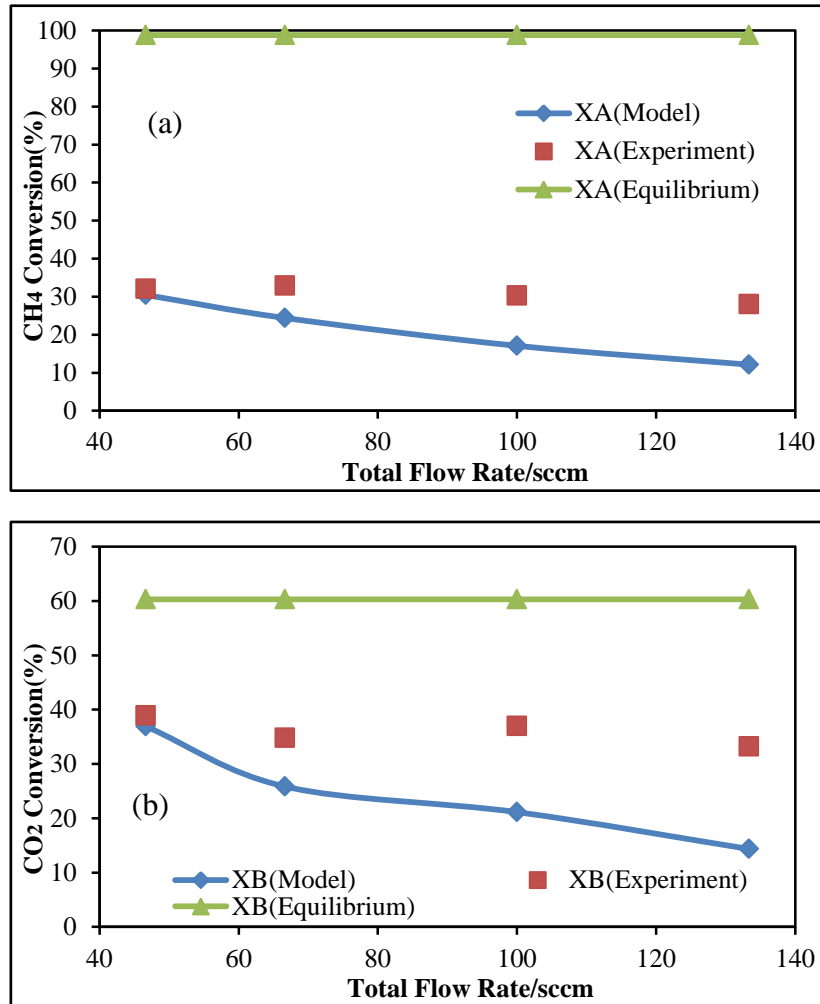 100
90
80
70
60
50
40
30
20
10
0
CH4 Conversion(%)
(a)
XA(Model)
XA(Experiment)
XA(Equilibrium)
40 60 80 100 120 140
Total Flow Rate/sccm
70
60
50
40
30
20
10
0
CO2 Conversion(%)
(b)
XB(Model) XB(Experiment)
XB(Equilibrium)
40 60 80 100 120 140
Total Flow Rate/sccm